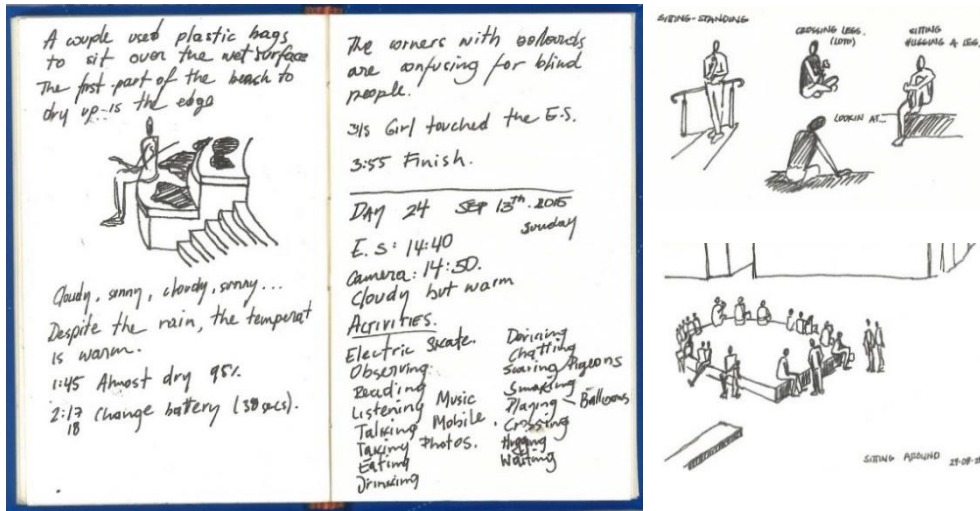 A couple used plastic bags
to sit over the wet surface
The first part of the beach to
dry up is the edge
Cloudy, sunny, cloudy, sunny...
Despite the rain, the temperat
is warm.
1:45 Almost dry 95%
2:17 Change battery (38 secs).
18
The corners with bollards
are confusing for blind
people.
Girl touched the E.S.
3:55 Finish.
DAY 24 SEP 13th. 2015
Sunday
E.S: 14:40
Camera: 14:50.
Cloudy but warm
ACTIVITIES.
Electric Skate.
Observing.
Reading
Listening Music
Talking Mobile.
Taking Photos.
Eating
Drinking
Chatting
Scaring Pigeons
Smoking
Playing - Balloons
Crossing
Hugging
Waiting
SITTING-STANDING
CROSSING LEGS.
(LOTO)
SITTING
HUGGING A LEG
LOOKIN AT...
SITTING AROUND